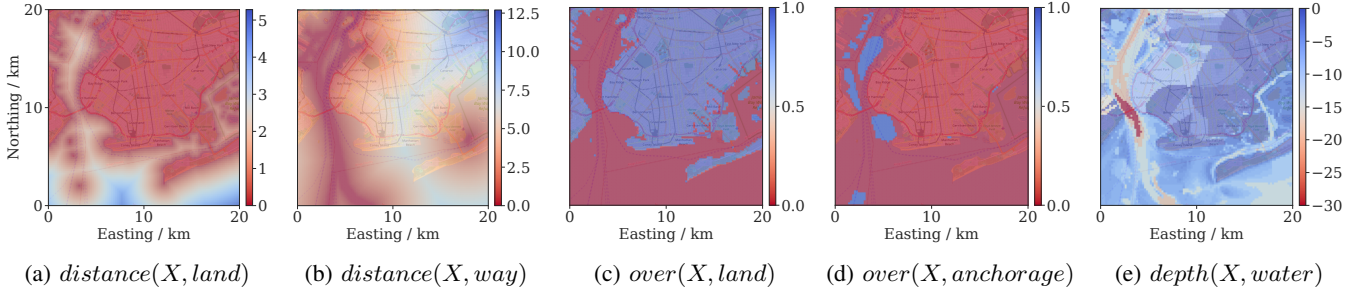 20
10
0
Northing / km
0 10 20
Easting / km
5
4
3
2
1
0
0 10 20
Easting / km
12.5
10.0
7.5
5.0
2.5
0.0
0 10 20
Easting / km
1.0
0.5
0.0
0 10 20
Easting / km
1.0
0.5
0.0
0 10 20
Easting / km
0
−5
−10
−15
−20
−25
−30
(a) distance(X, land) (b) distance(X, way) (c) over(X, land) (d) over(X, anchorage) (e) depth(X, water)